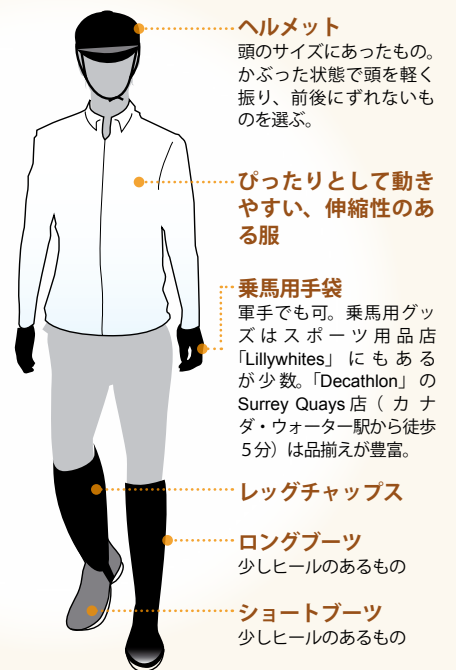 ヘルメット
頭のサイズにあったもの。
かぶった状態で頭を軽く
振り、前後にずれないも
のを選ぶ。
ぴったりとして動き
やすい、伸縮性のあ
る服
乗馬用手袋
軍手でも可。乗馬用グッ
ズはスポーツ用品店
「Lillywhites」にもある
が少数。「Decathlon」の
Surrey Quays 店（カナ
ダ・ウォーター駅から徒歩
５分）は品揃えが豊富。
レッグチャップス
ロングブーツ
少しヒールのあるもの
ショートブーツ
少しヒールのあるもの